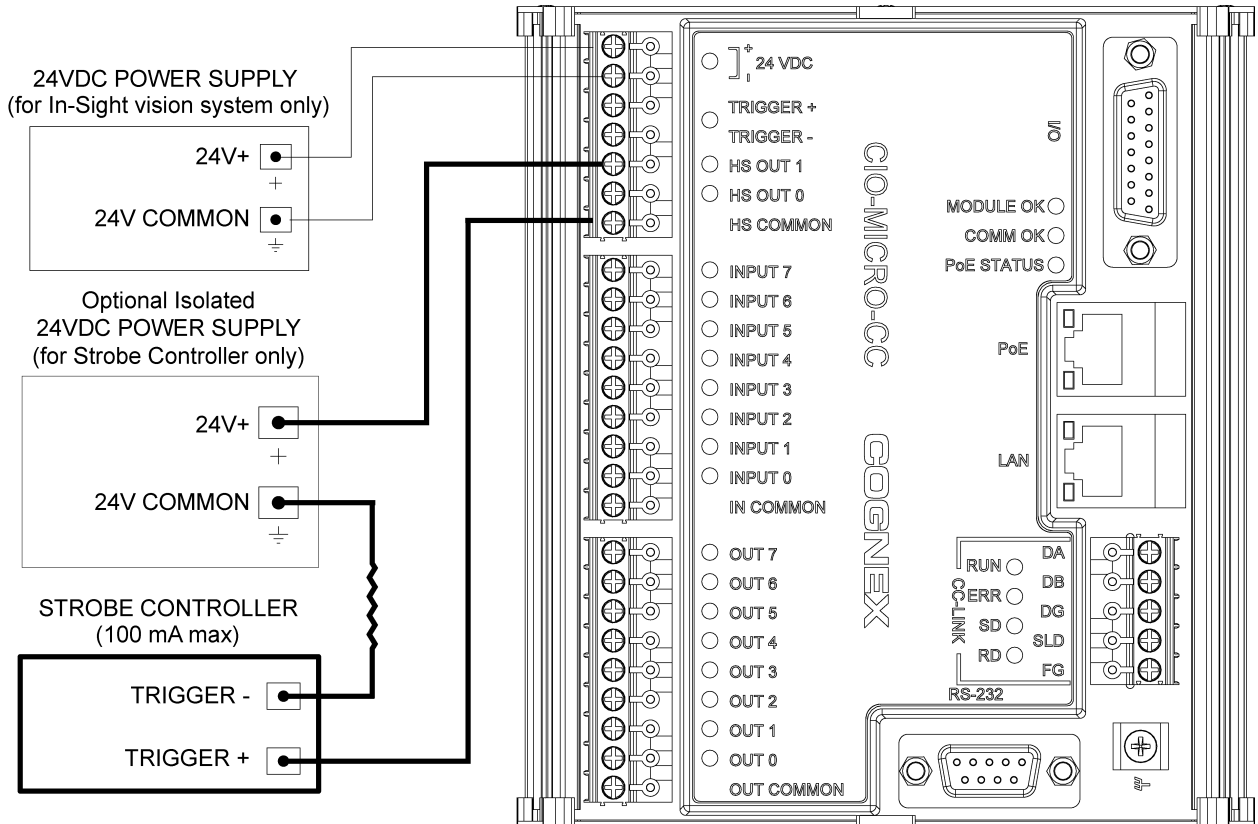 24VDC POWER SUPPLY
(for In-Sight vision system only)
24V+
+
24V COMMON
Optional Isolated
24VDC POWER SUPPLY
(for Strobe Controller only)
24V+
+
24V COMMON
STROBE CONTROLLER
(100 mA max)
TRIGGER -
TRIGGER +
+
-
24 VDC
TRIGGER +
TRIGGER -
HS OUT 1
HS OUT 0
HS COMMON
INPUT 7
INPUT 6
INPUT 5
INPUT 4
INPUT 3
INPUT 2
INPUT 1
INPUT 0
IN COMMON
OUT 7
OUT 6
OUT 5
OUT 4
OUT 3
OUT 2
OUT 1
OUT 0
OUT COMMON
CIO-MICRO-CC
COGNEX
I/O
MODULE OK
COMM OK
PoE STATUS
PoE
LAN
CC-LINK
RUN
ERR
SD
RD
DA
DB
DG
SLD
FG
RS-232